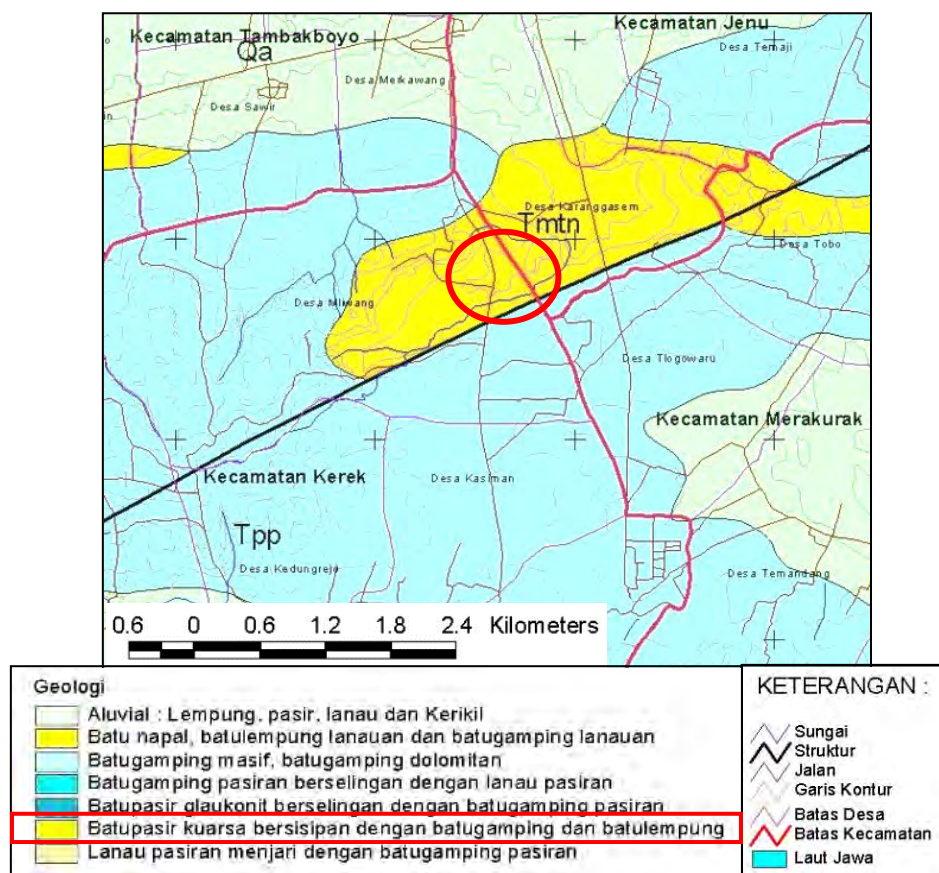 Kecamatan Tambakboyo
Kecamatan Jenu
Qa
Desa Temaji
Desa Merkawang
Desa Sawir
Desa Karanggasem
Tmtn
Desa Tobo
Desa Mliwang
Desa Tlogowaru
Kecamatan Merakurak
Kecamatan Kerek
Desa Kasiman
Tpp
Desa Kedungrejo
Desa Temandang
0.6 0 0.6 1.2 1.8 2.4 Kilometers
Geologi
Aluvial : Lempung, pasir, lanau dan Kerikil
Batu napal, batulempung lanauan dan batugamping lanauan
Batugamping masif, batugamping dolomitan
Batugamping pasiran berselingan dengan lanau pasiran
Batupasir glaukonit berselingan dengan batugamping pasiran
Batupasir kuarsa bersisipan dengan batugamping dan batulempung
Lanau pasiran menjari dengan batugamping pasiran
KETERANGAN :
Sungai
Struktur
Jalan
Garis Kontur
Batas Desa
Batas Kecamatan
Laut Jawa